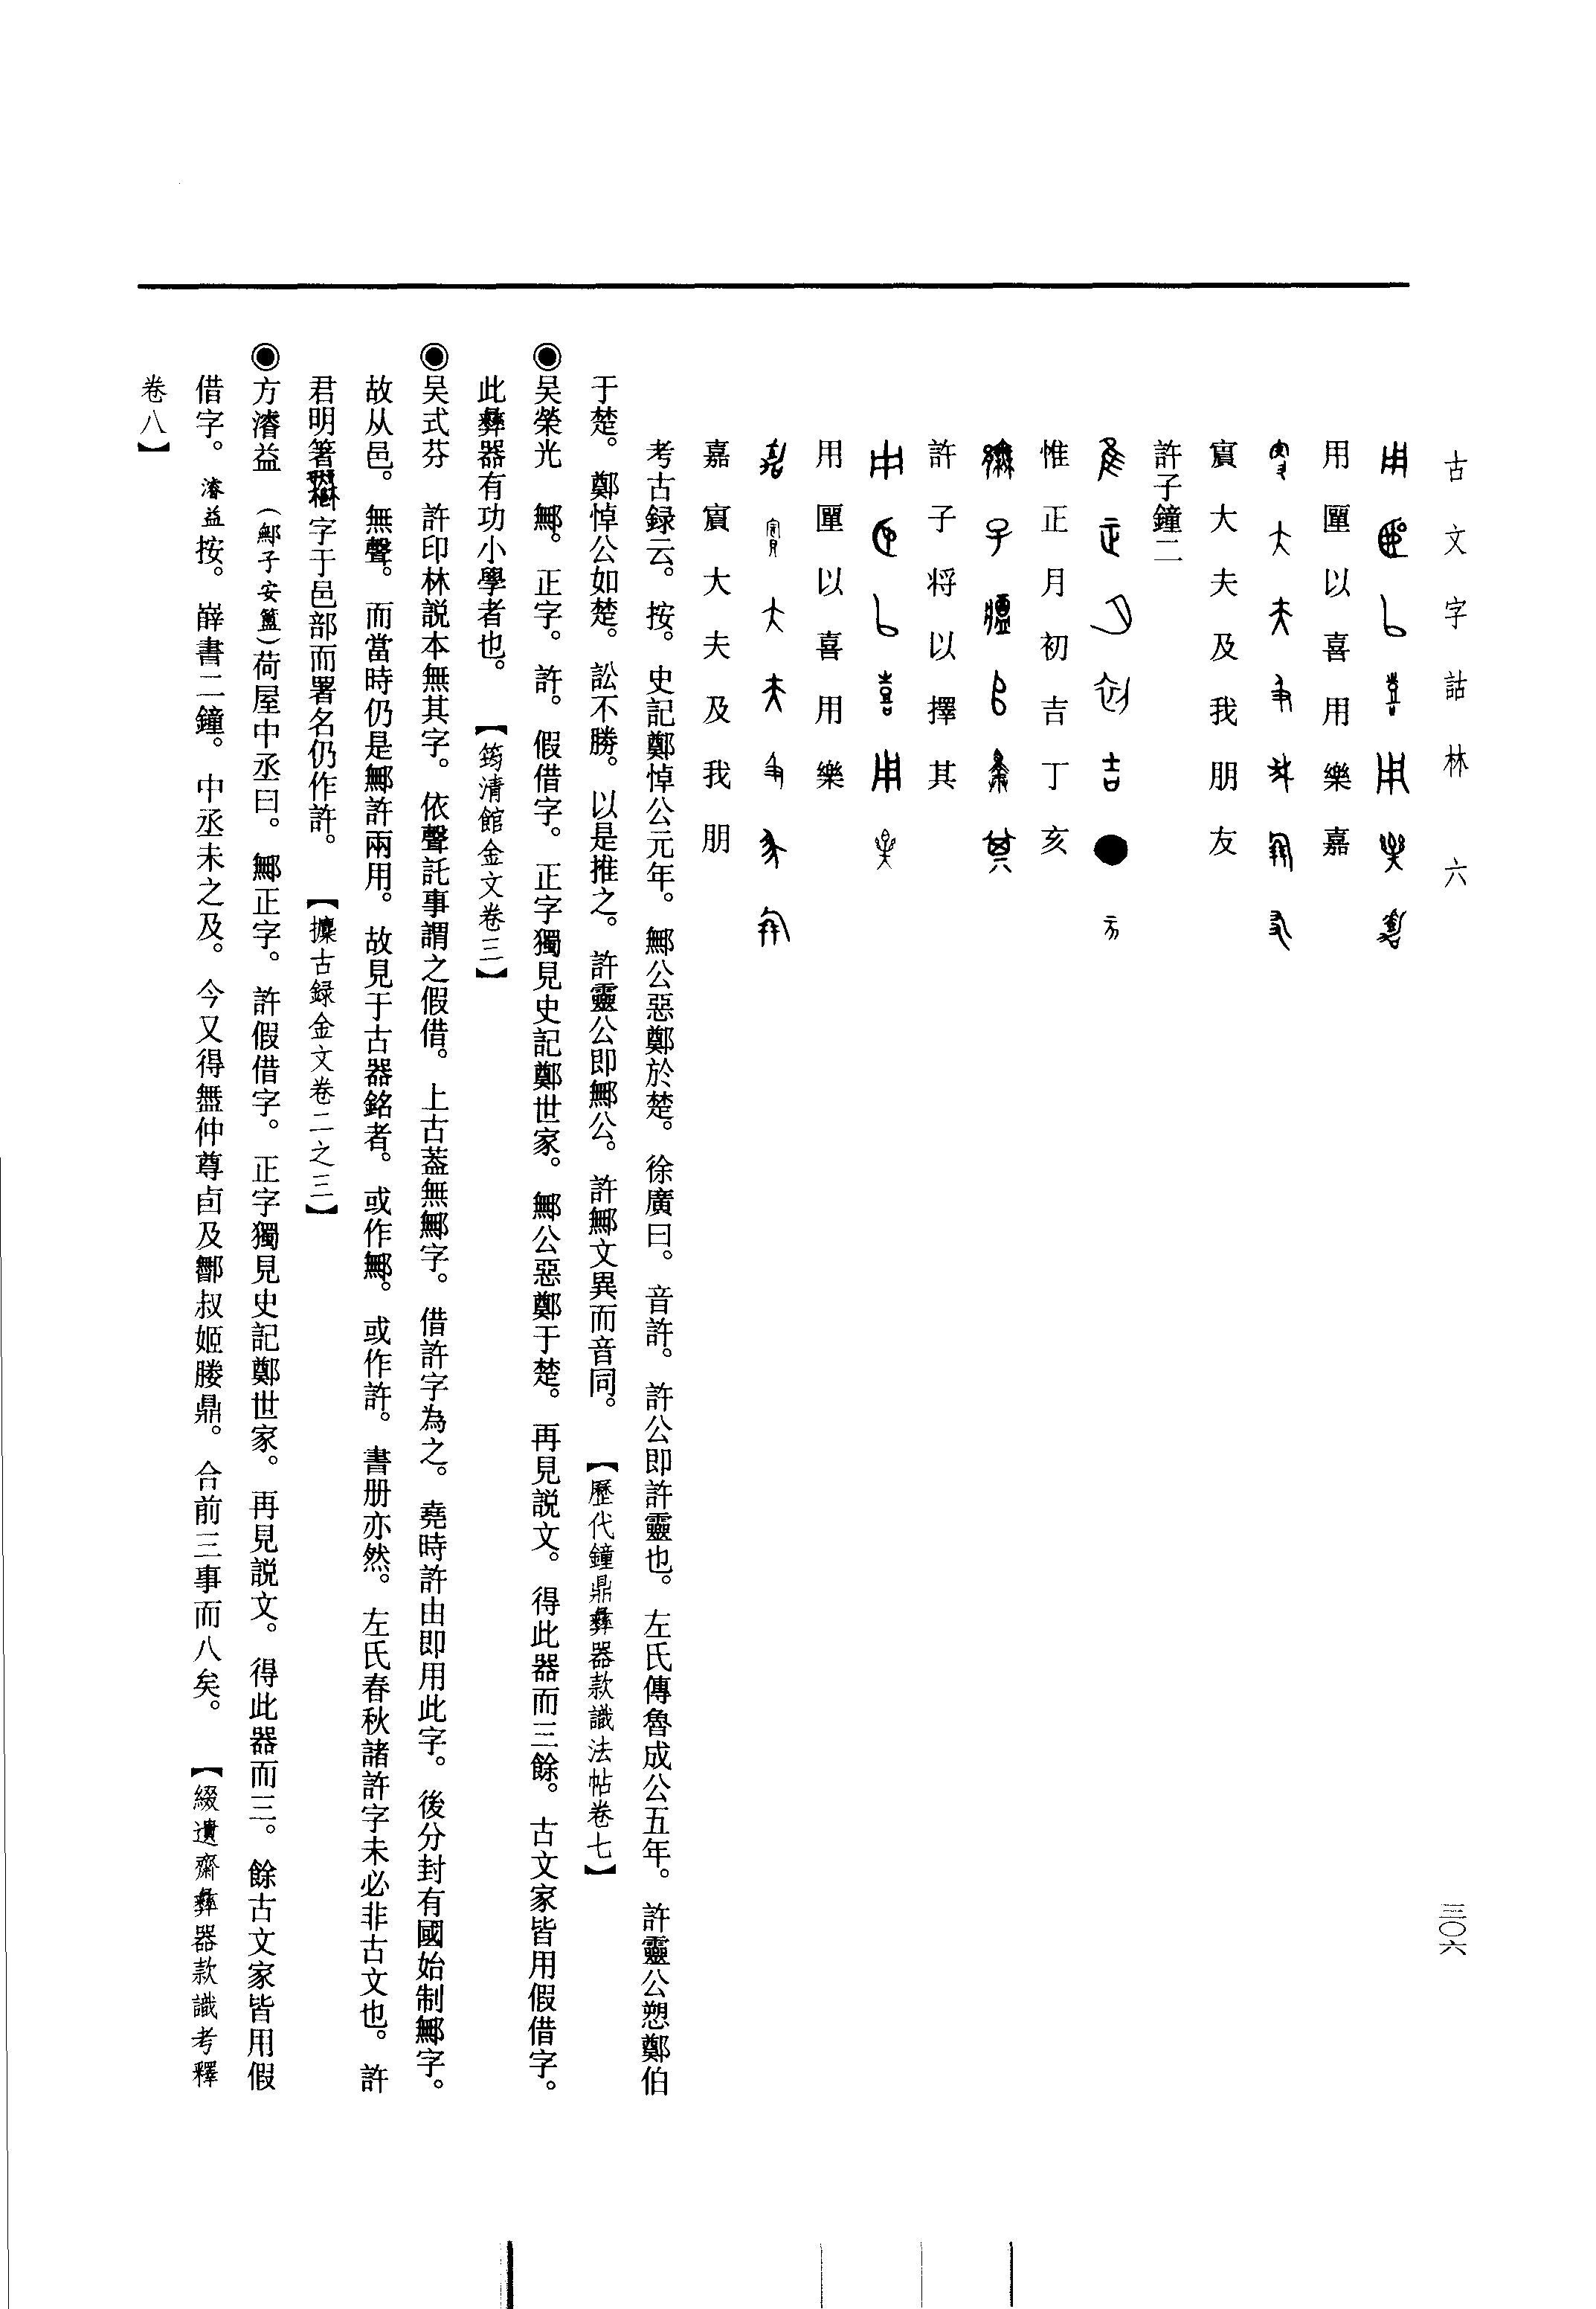 古文字詁林　六
三〇六
用匽以喜用樂嘉
賔大夫及我朋友
許子鐘二
惟正月初吉丁亥
許子将以擇其
用匽以喜用樂
嘉賔大夫及我朋
考古録云。按。史記鄭悼公元年。鄦公惡鄭於楚。徐廣曰。音許。許公即許靈也。左氏傳魯成公五年。許靈公愬鄭伯
于楚。鄭悼公如楚。訟不勝。以是推之。許靈公即鄦公。許鄦文異而音同。【歷代鐘鼎彝器款識法帖卷七】
◉吴榮光　鄦。正字。許。假借字。正字獨見史記鄭世家。鄦公惡鄭于楚。再見説文。得此器而三餘。古文家皆用假借字。
此彝器有功小學者也。【筠清館金文卷三】
◉吴式芬　許印林説本無其字。依聲託事謂之假借。上古葢無鄦字。借許字為之。堯時許由即用此字。後分封有國始制鄦字。
故从邑。無聲。而當時仍是鄦許兩用。故見于古器銘者。或作鄦。或作許。書册亦然。左氏春秋諸許字未必非古文也。許
君明箸字于邑部而署名仍作許。【攈古録金文卷二之三】
◉方濬益　（鄦子妄簠）荷屋中丞曰。鄦正字。許假借字。正字獨見史記鄭世家。再見説文。得此器而三。餘古文家皆用假
借字。濬益按。薛書二鐘。中丞未之及。今又得無仲尊卣及叔姬媵鼎。合前三事而八矣。【綴遺齋彝器款識考釋
卷八】